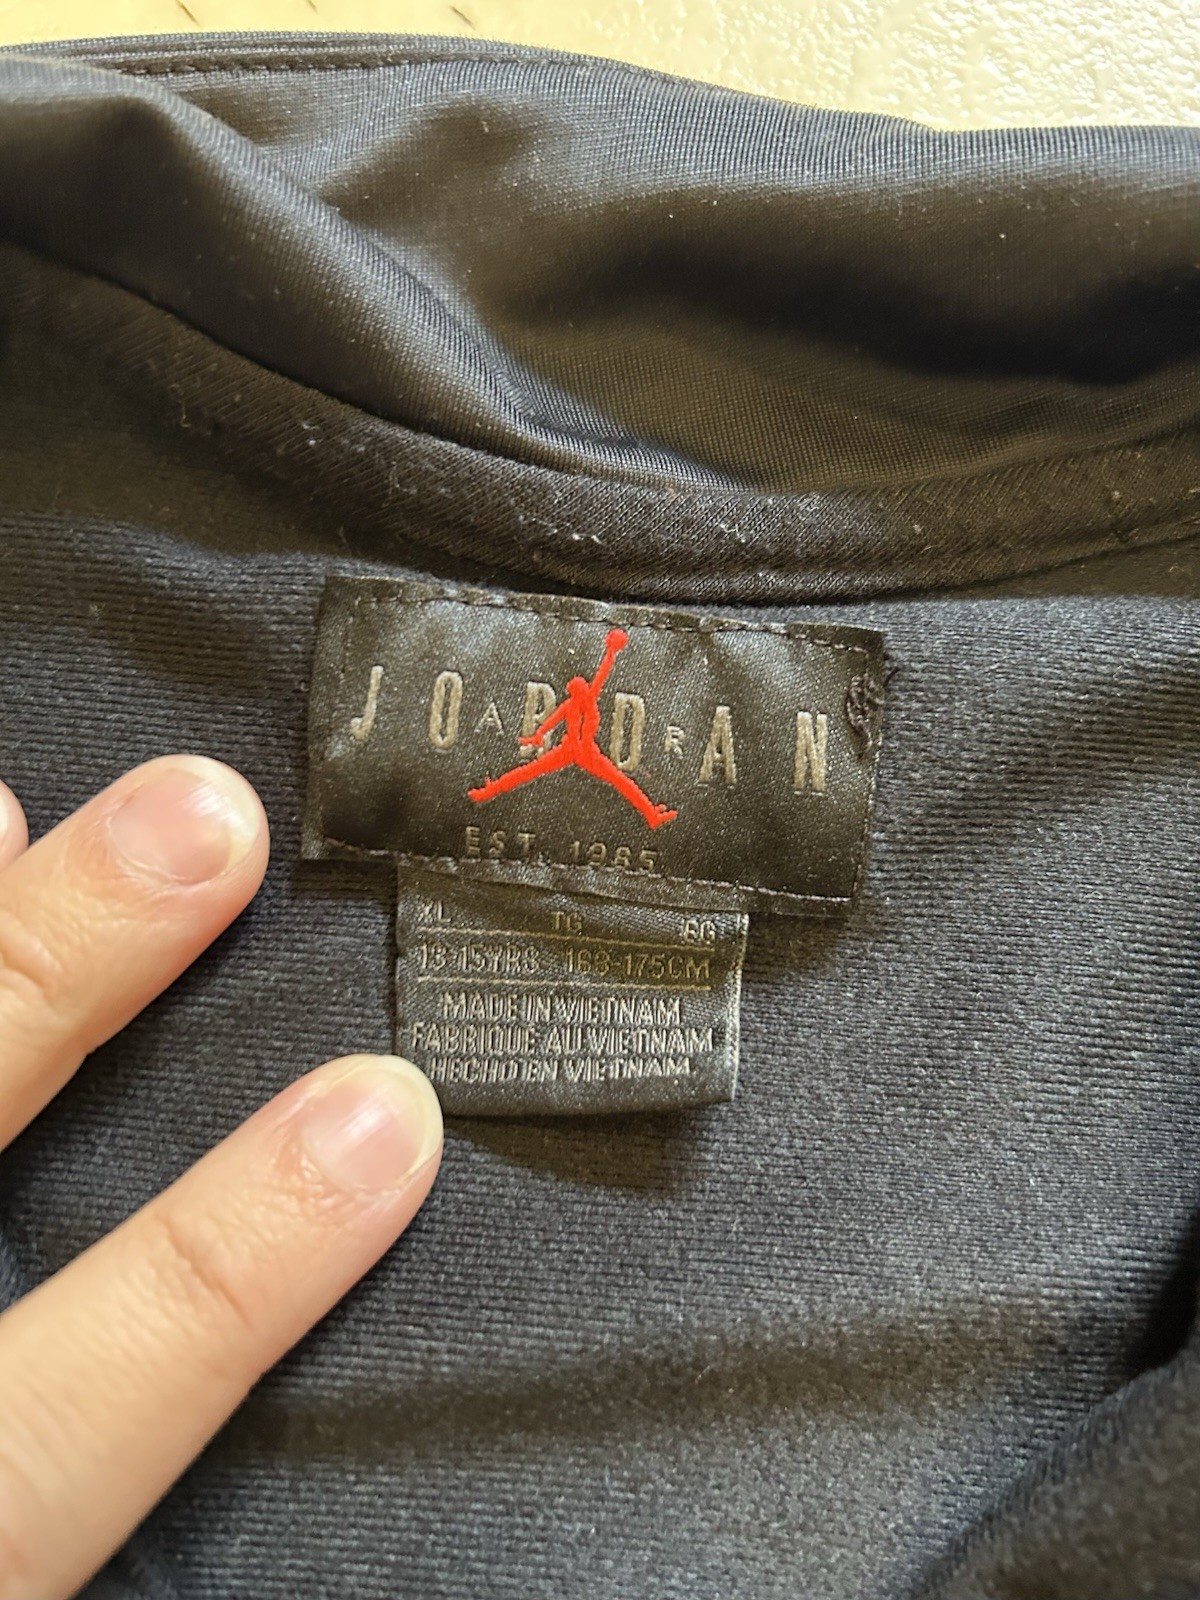 JORDAN
AIR
EST. 1985
XL TG EG
13-15YRS 163-175CM
MADE IN VIETNAM
FABRIQUE AU VIETNAM
HECHO EN VIETNAM